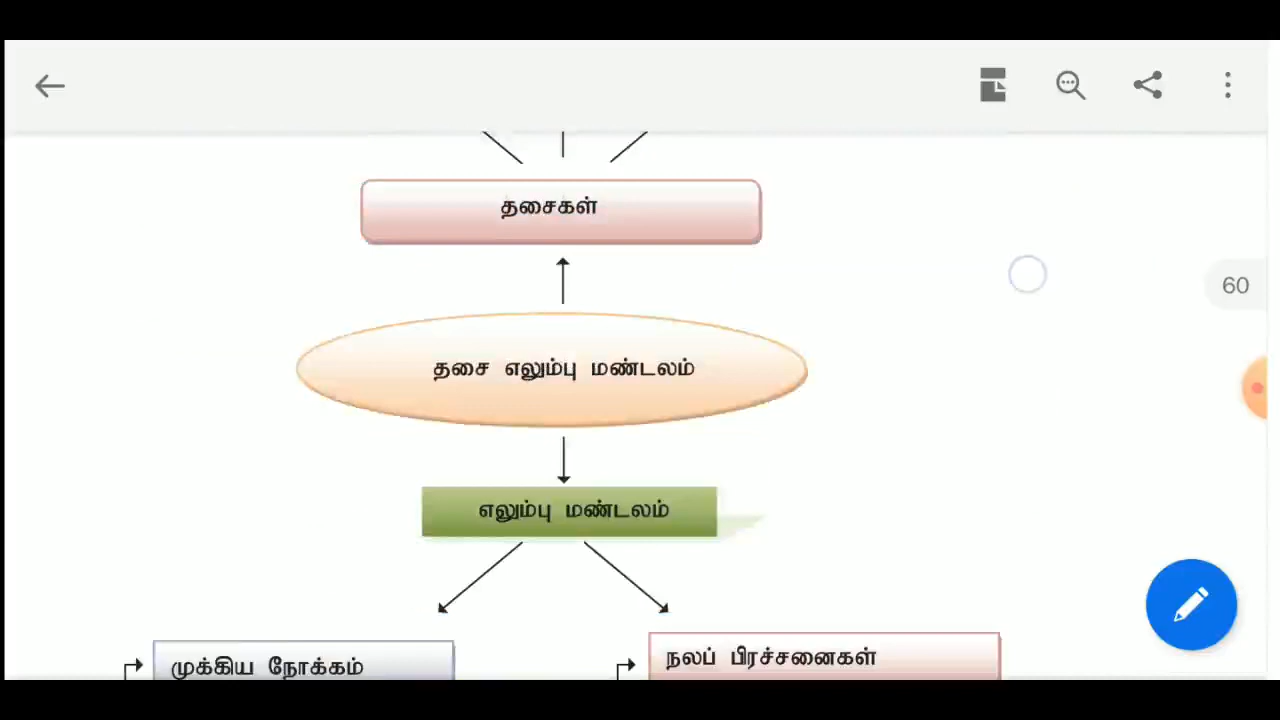 தசைகள்
60
தசை எலும்பு மண்டலம்
எலும்பு மண்டலம்
முக்கிய நோக்கம்
நலப் பிரச்சனைகள்